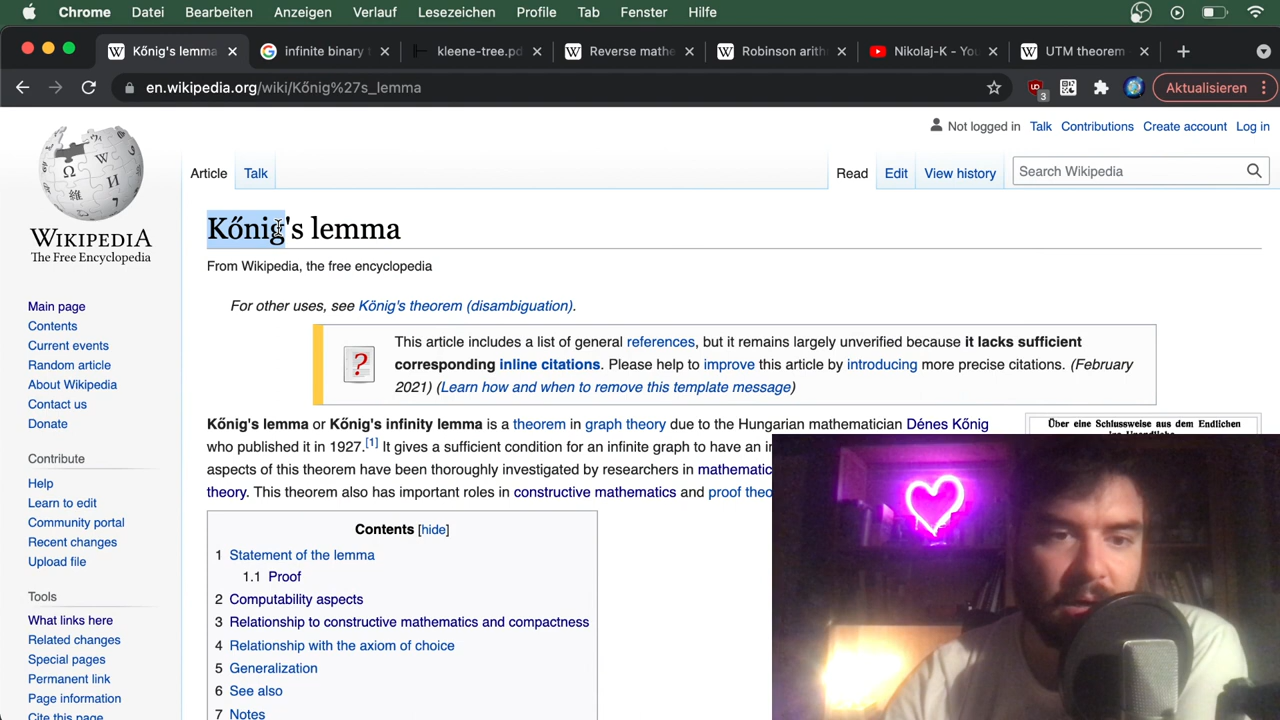 Chrome Datei Bearbeiten Anzeigen Verlauf Lesezeichen Profile Tab Fenster Hilfe
Kőnig's lemma
infinite binary
kleene-tree.pd
Reverse mathe
Robinson arith
Nikolaj-K - You
UTM theorem
en.wikipedia.org/wiki/Kőnig%27s_lemma
3
Aktualisieren
Not logged in Talk Contributions Create account Log in
Article Talk Read Edit View history Search Wikipedia
WIKIPEDIA
The Free Encyclopedia
Main page
Contents
Current events
Random article
About Wikipedia
Contact us
Donate
Contribute
Help
Learn to edit
Community portal
Recent changes
Upload file
Tools
What links here
Related changes
Special pages
Permanent link
Page information
Cite this page
Kőnig's lemma
From Wikipedia, the free encyclopedia
For other uses, see König's theorem (disambiguation).
This article includes a list of general references, but it remains largely unverified because it lacks sufficient
corresponding inline citations. Please help to improve this article by introducing more precise citations. (February
2021) (Learn how and when to remove this template message)
Kőnig's lemma or Kőnig's infinity lemma is a theorem in graph theory due to the Hungarian mathematician Dénes Kőnig
who published it in 1927.[1] It gives a sufficient condition for an infinite graph to have an in
aspects of this theorem have been thoroughly investigated by researchers in mathematic
theory. This theorem also has important roles in constructive mathematics and proof theo
Über eine Schlussweise aus dem Endlichen
Contents [hide]
1 Statement of the lemma
1.1 Proof
2 Computability aspects
3 Relationship to constructive mathematics and compactness
4 Relationship with the axiom of choice
5 Generalization
6 See also
7 Notes